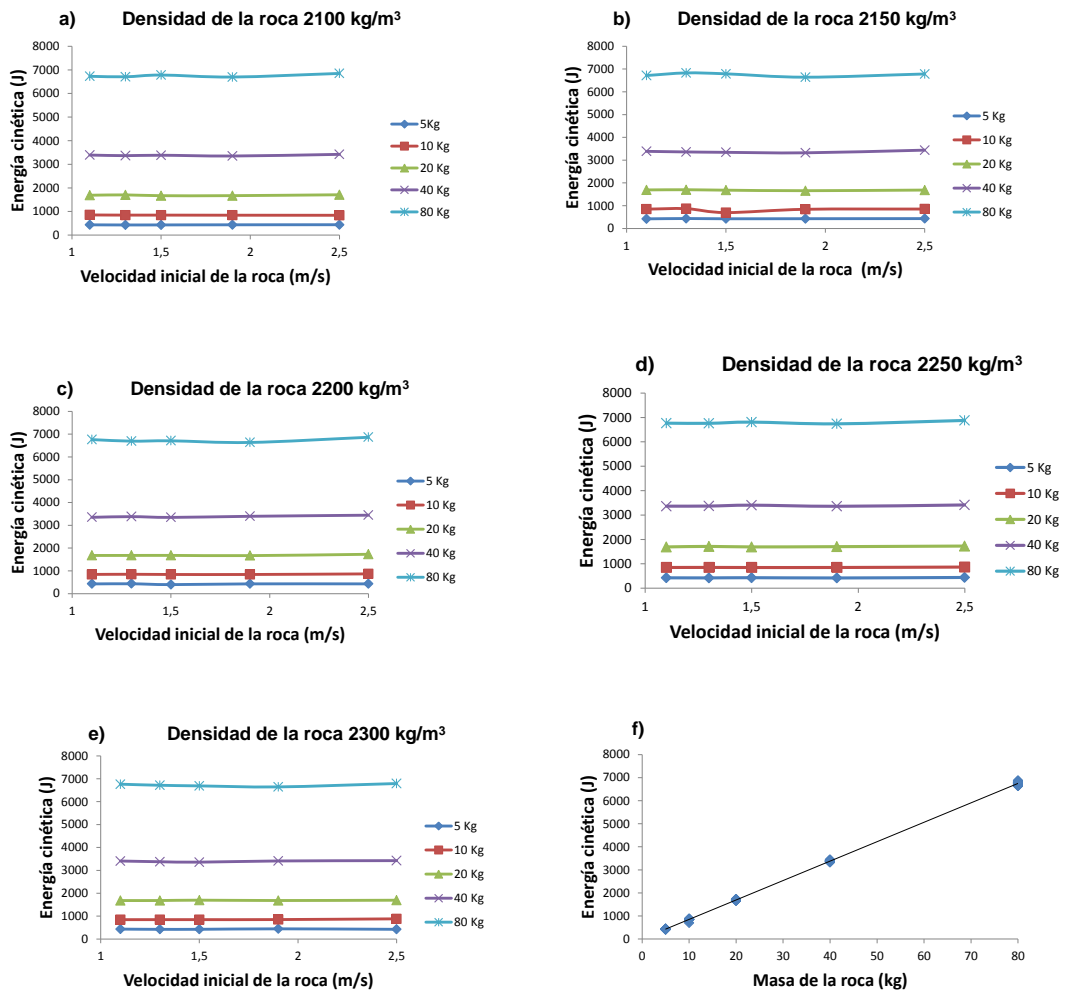 a) Densidad de la roca 2100 kg/m³
Energía cinética (J)
8000
7000
6000
5000
4000
3000
2000
1000
0
1 1,5 2 2,5
Velocidad inicial de la roca (m/s)
5Kg
10 Kg
20 Kg
40 Kg
80 Kg
b) Densidad de la roca 2150 kg/m³
Energía cinética (J)
8000
7000
6000
5000
4000
3000
2000
1000
0
1 1,5 2 2,5
Velocidad inicial de la roca (m/s)
5 Kg
10 Kg
20 Kg
40 Kg
80 Kg
c) Densidad de la roca 2200 kg/m³
Energía cinética (J)
8000
7000
6000
5000
4000
3000
2000
1000
0
1 1,5 2 2,5
Velocidad inicial de la roca (m/s)
5 Kg
10 Kg
20 Kg
40 Kg
80 Kg
d) Densidad de la roca 2250 kg/m³
Energía cinética (J)
8000
7000
6000
5000
4000
3000
2000
1000
0
1 1,5 2 2,5
Velocidad inicial de la roca (m/s)
5 Kg
10 Kg
20 Kg
40 Kg
80 Kg
e) Densidad de la roca 2300 kg/m³
Energía cinética (J)
8000
7000
6000
5000
4000
3000
2000
1000
0
1 1,5 2 2,5
Velocidad inicial de la roca (m/s)
5 Kg
10 Kg
20 Kg
40 Kg
80 Kg
f)
Energía cinética (J)
8000
7000
6000
5000
4000
3000
2000
1000
0
0 10 20 30 40 50 60 70 80
Masa de la roca (kg)